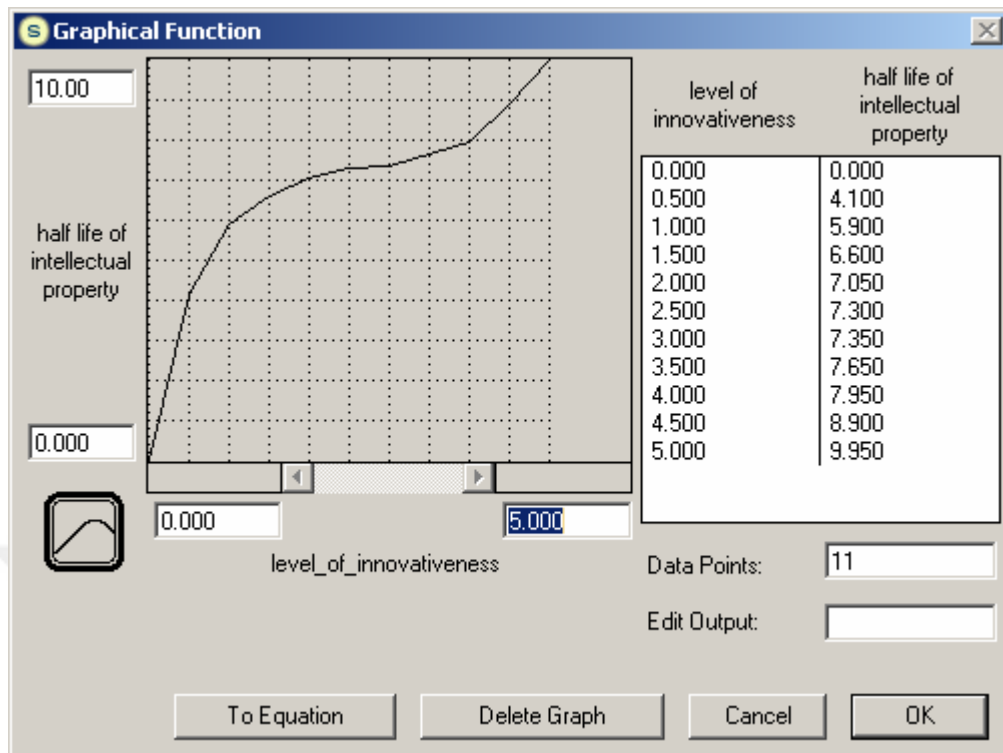 Graphical Function
10.00
half life of
intellectual
property
0.000
0.000
5.000
level_of_innovativeness
level of
innovativeness
half life of
intellectual
property
0.000 0.000
0.500 4.100
1.000 5.900
1.500 6.600
2.000 7.050
2.500 7.300
3.000 7.350
3.500 7.650
4.000 7.950
4.500 8.900
5.000 9.950
Data Points: 11
Edit Output:
To Equation
Delete Graph
Cancel
OK